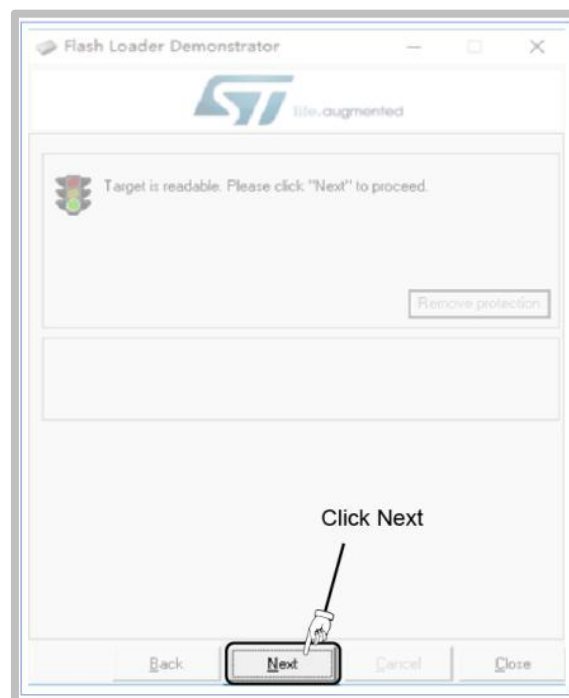 Flash Loader Demonstrator
life.augmented
Target is readable. Please click "Next" to proceed.
Remove protection
Click Next
Back Next Cancel Close